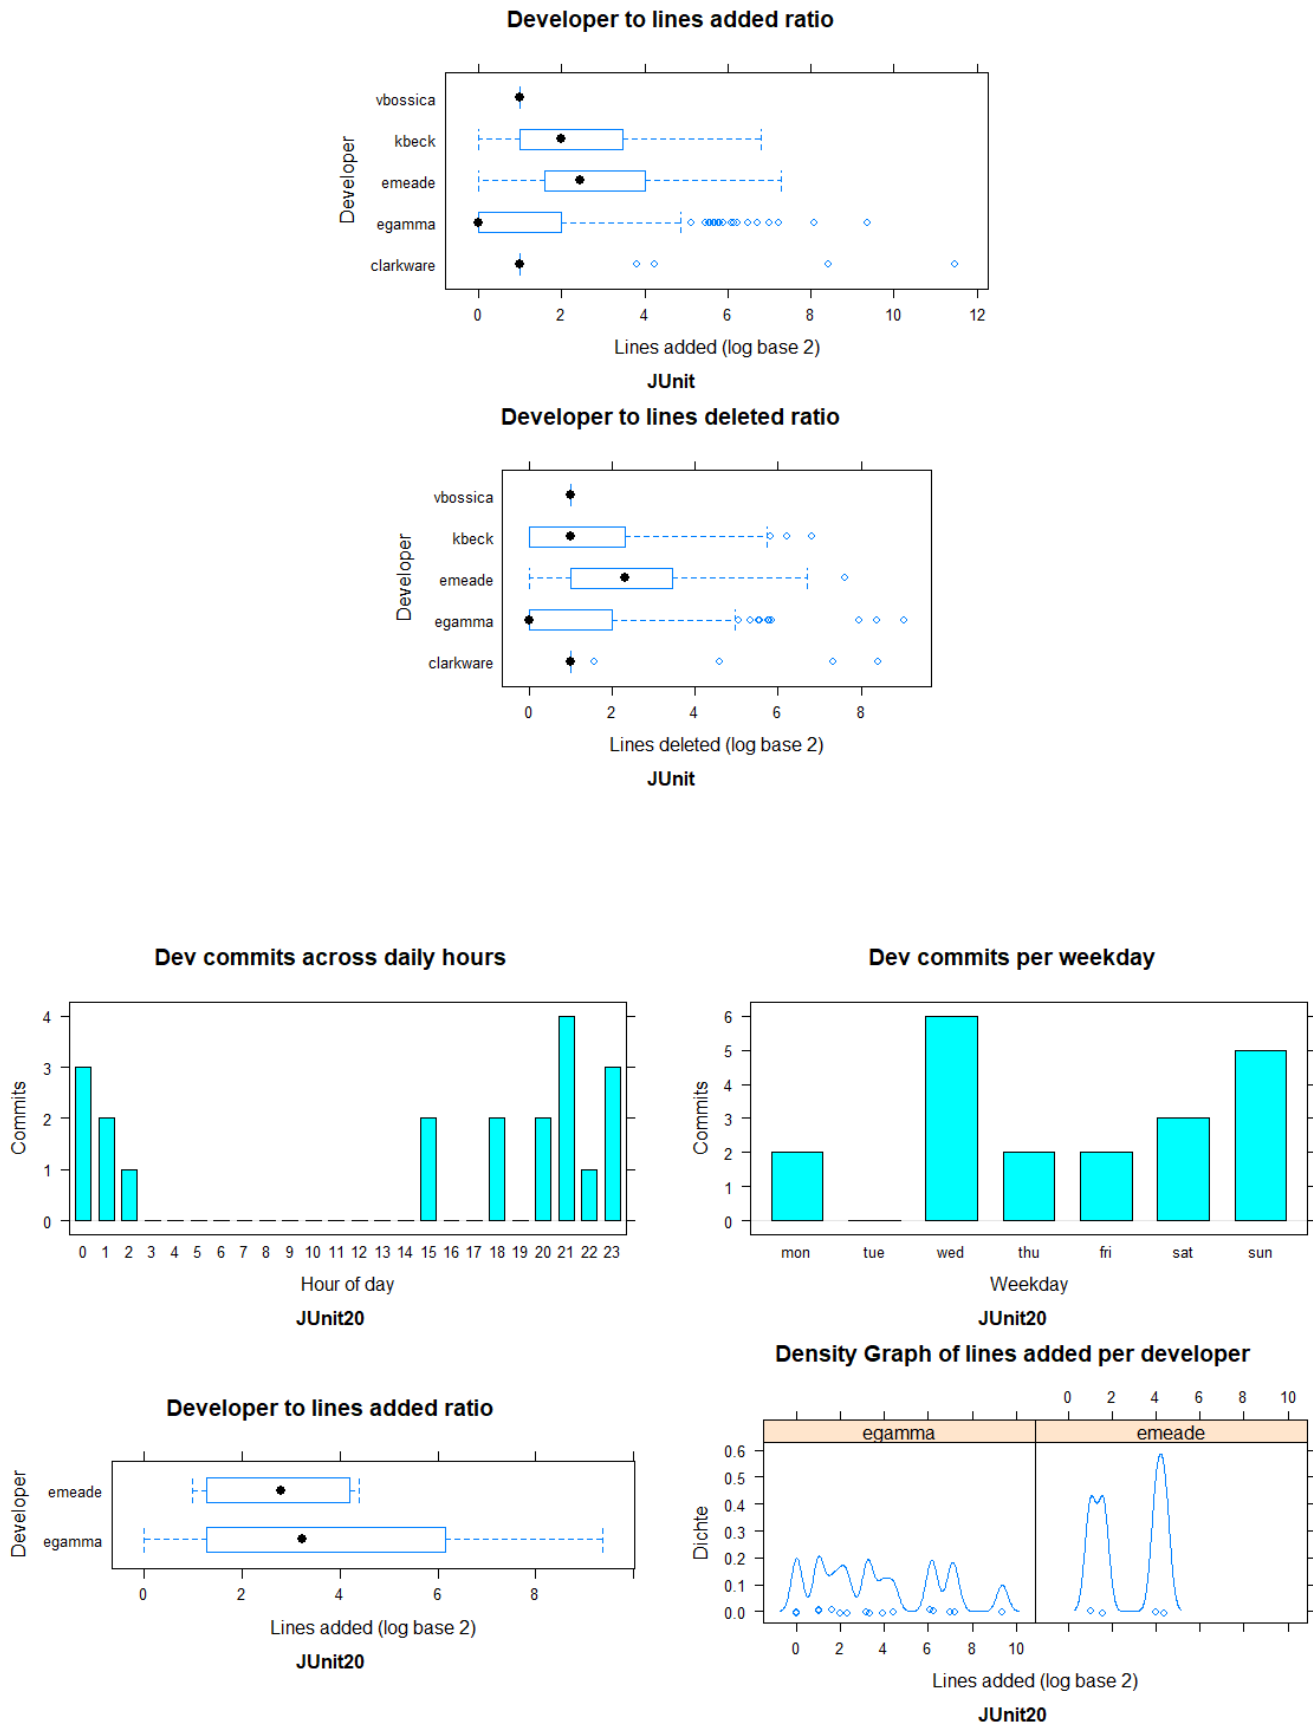 Developer to lines added ratio
Developer
vbossica
kbeck
emeade
egamma
clarkware
0 2 4 6 8 10 12
Lines added (log base 2)
JUnit
Developer to lines deleted ratio
Developer
vbossica
kbeck
emeade
egamma
clarkware
0 2 4 6 8
Lines deleted (log base 2)
JUnit
Dev commits across daily hours
Commits
4
3
2
1
0
0 1 2 3 4 5 6 7 8 9 10 11 12 13 14 15 16 17 18 19 20 21 22 23
Hour of day
JUnit20
Dev commits per weekday
Commits
6
5
4
3
2
1
0
mon tue wed thu fri sat sun
Weekday
JUnit20
Developer to lines added ratio
Developer
emeade
egamma
0 2 4 6 8
Lines added (log base 2)
JUnit20
Density Graph of lines added per developer
0 2 4 6 8 10
egamma emeade
Dichte
0.6
0.5
0.4
0.3
0.2
0.1
0.0
0 2 4 6 8 10
Lines added (log base 2)
JUnit20